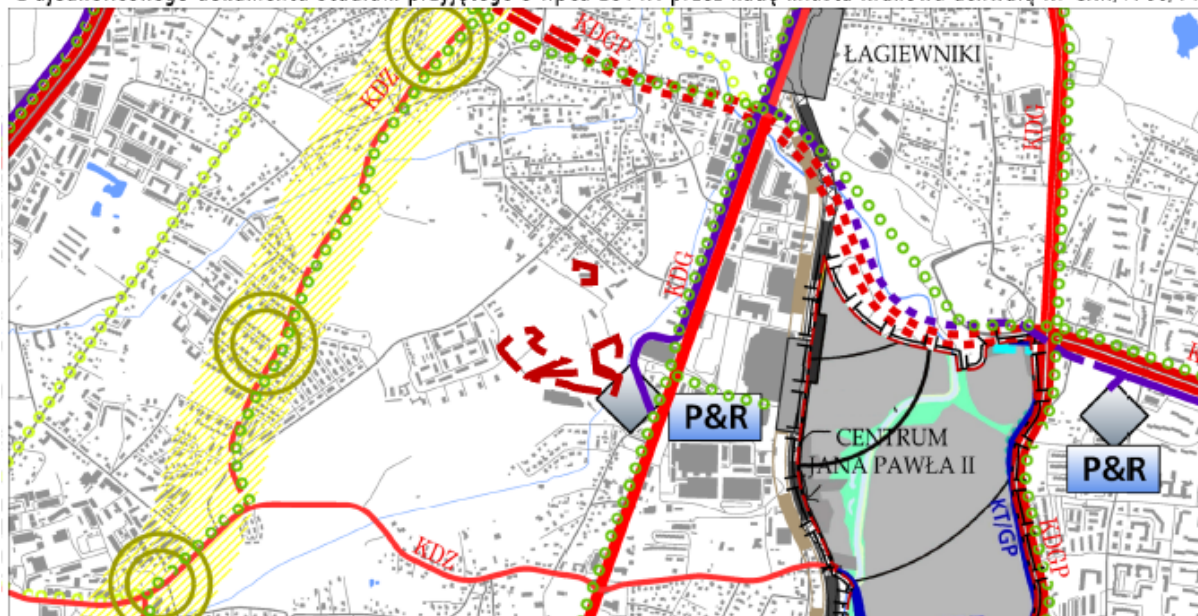 KDGP
ŁAGIEWNIKI
KDZ
KDG
KDG
P&R
CENTRUM
JANA PAWŁA II
P&R
KT/GP
KDGP
KDZ